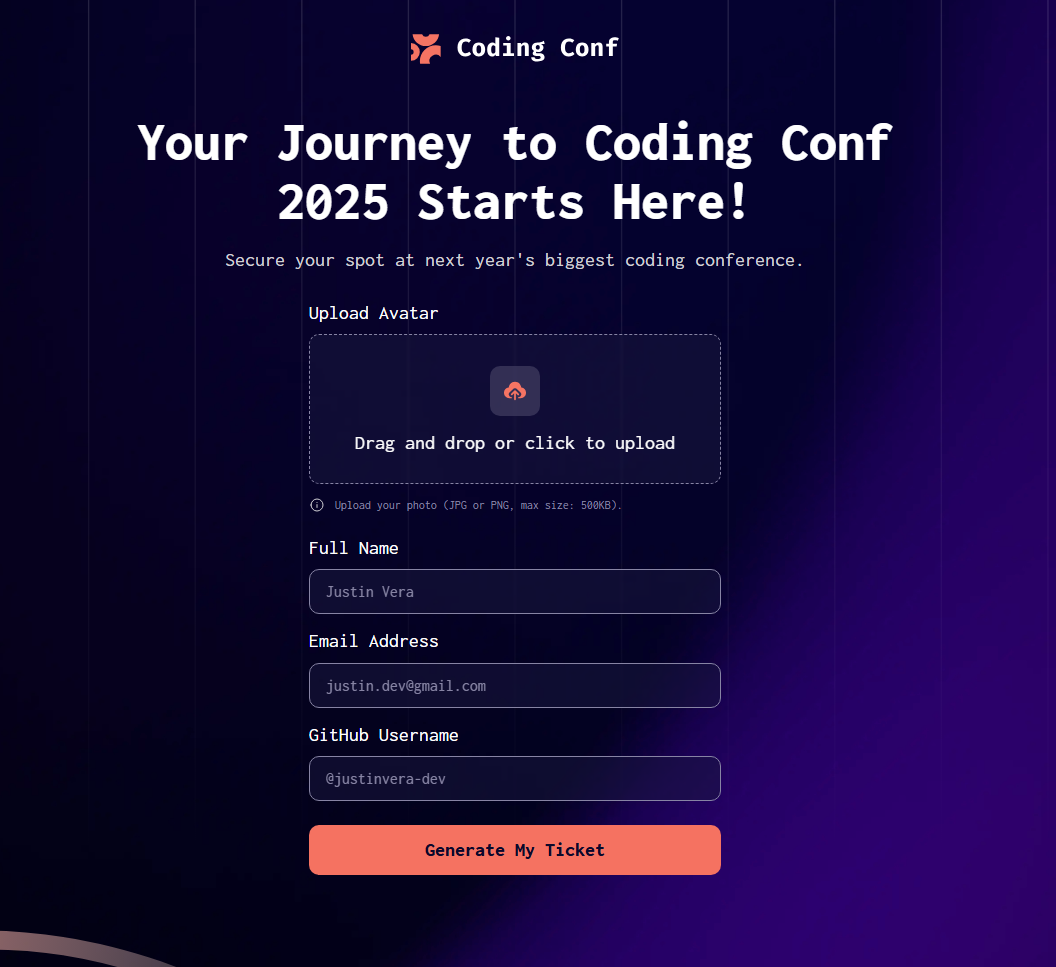 Coding Conf
Your Journey to Coding Conf
2025 Starts Here!
Secure your spot at next year's biggest coding conference.
Upload Avatar
Drag and drop or click to upload
Upload your photo (JPG or PNG, max size: 500KB).
Full Name
Justin Vera
Email Address
justin.dev@gmail.com
GitHub Username
@justinvera-dev
Generate My Ticket